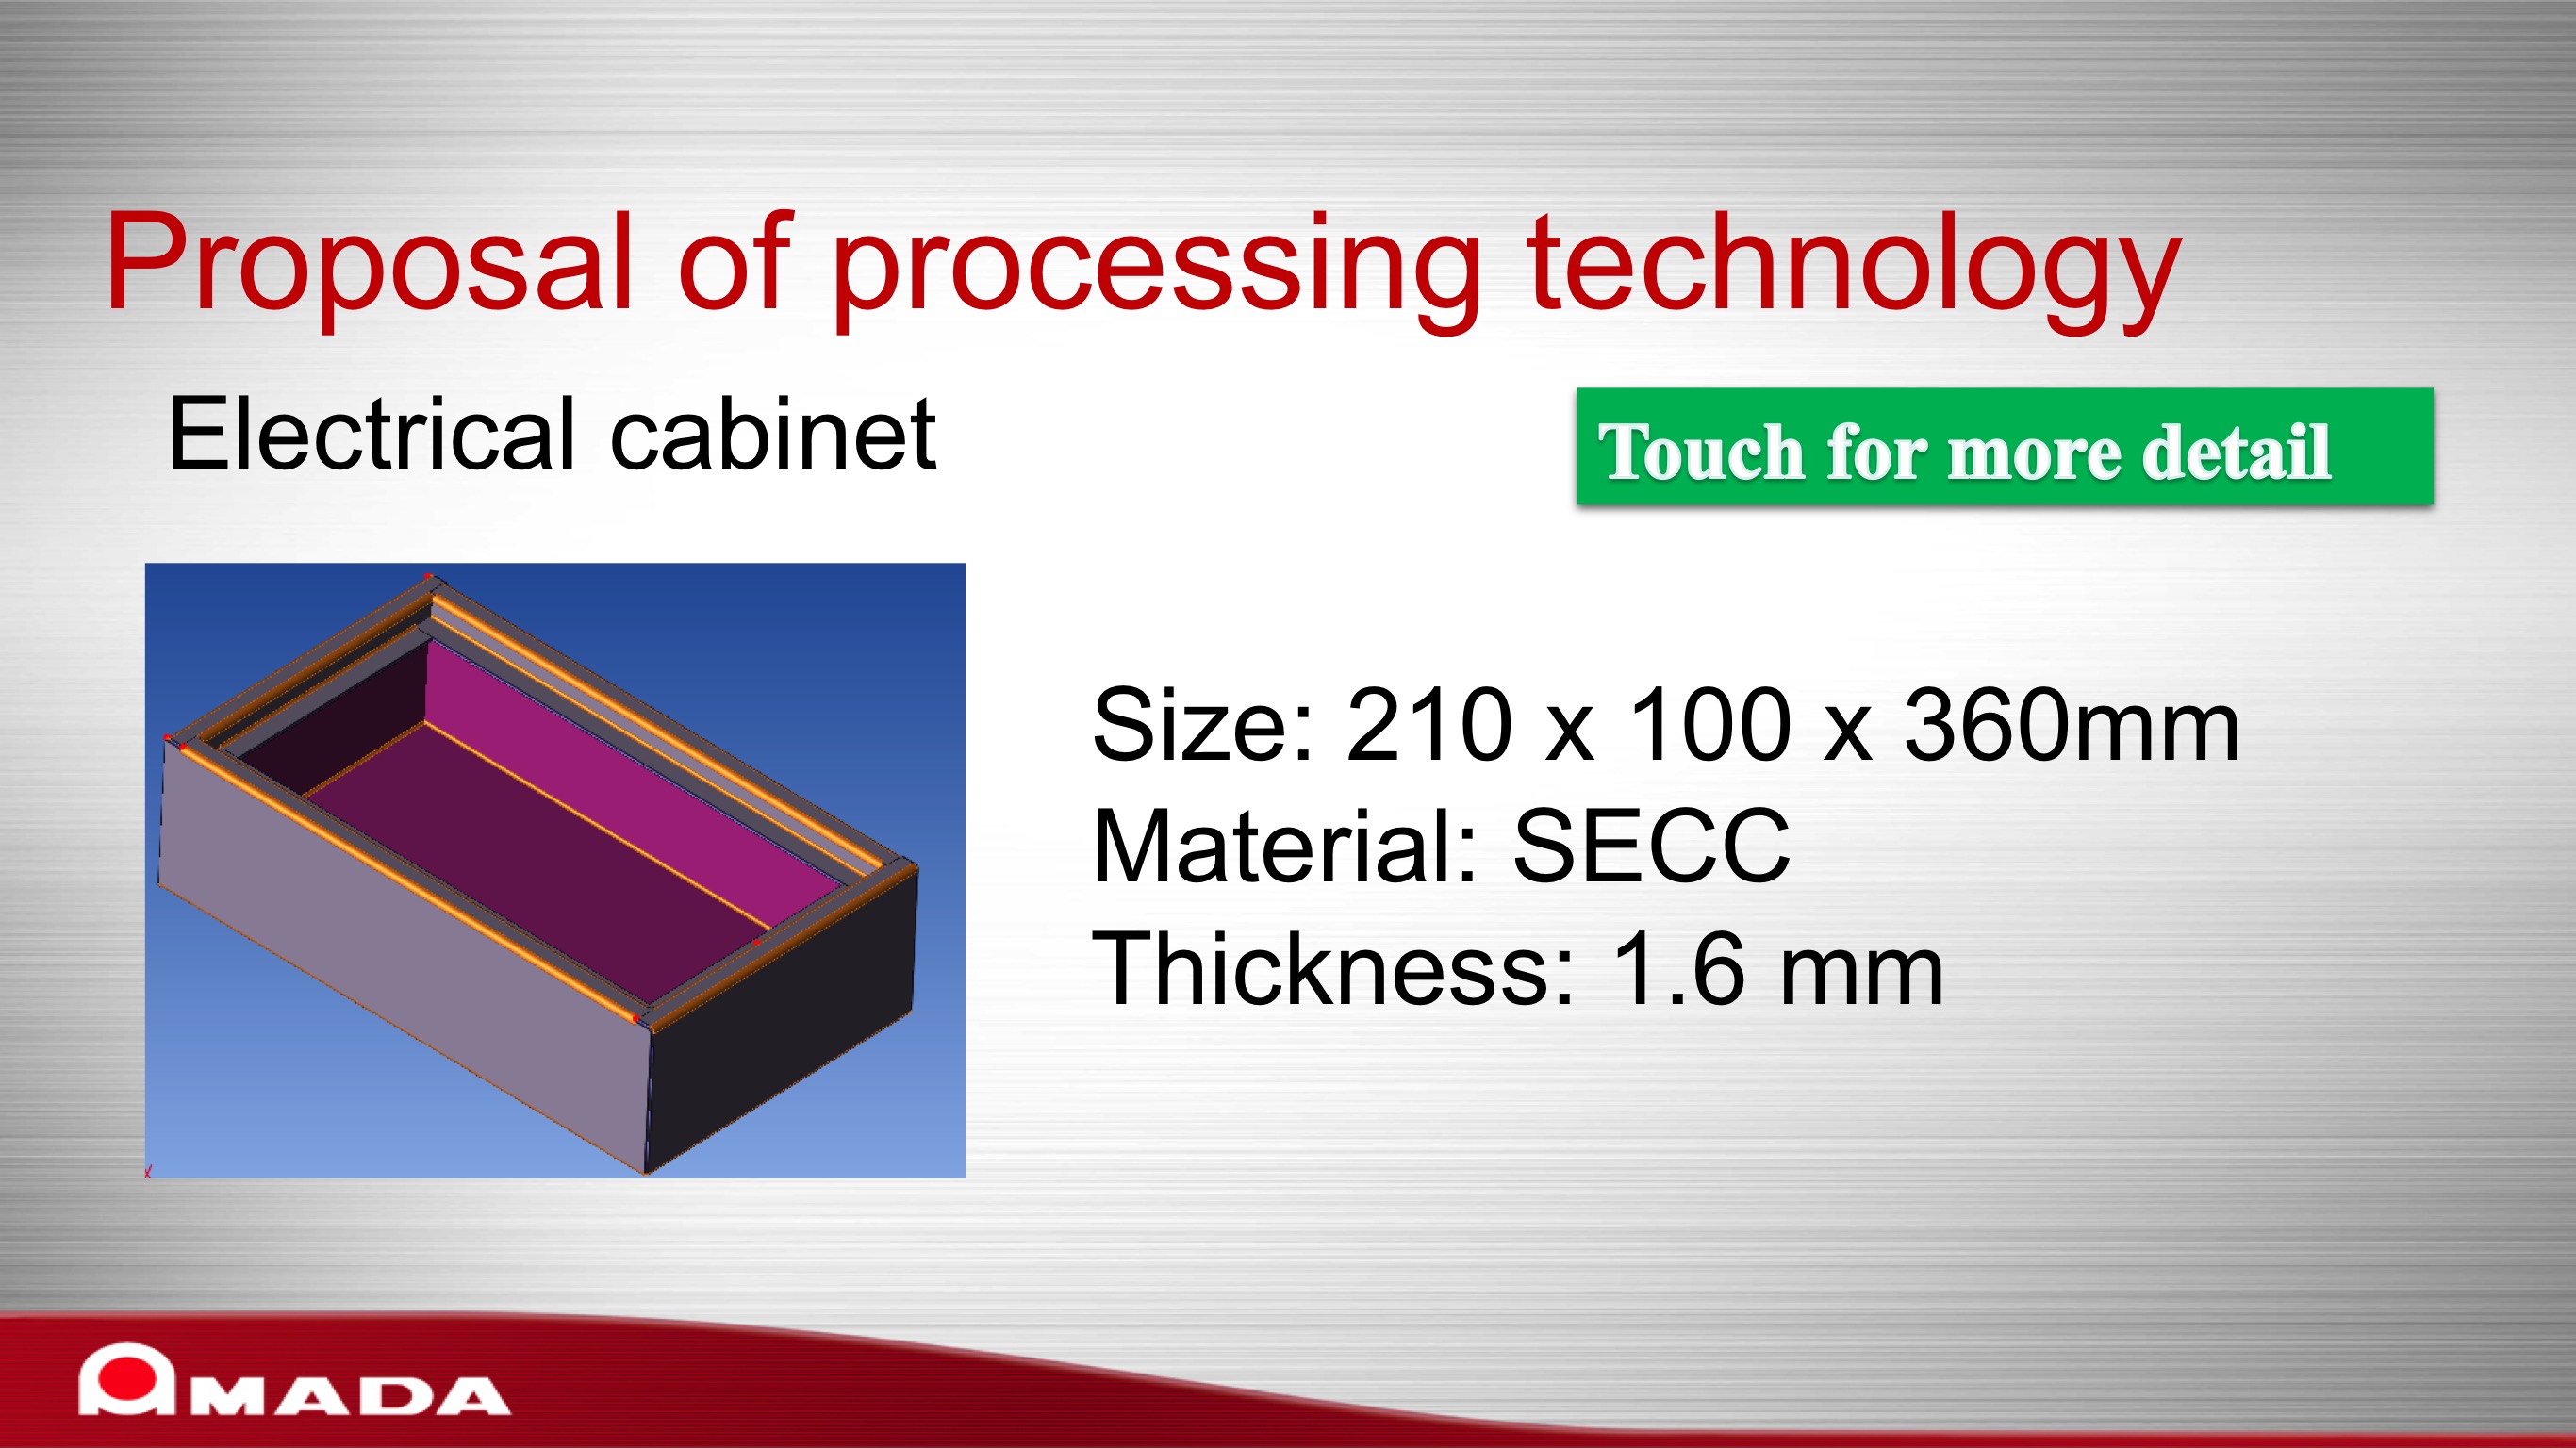 Proposal of processing technology
Electrical cabinet
Touch for more detail
Size: 210 x 100 x 360mm
Material: SECC
Thickness: 1.6 mm
AMADA